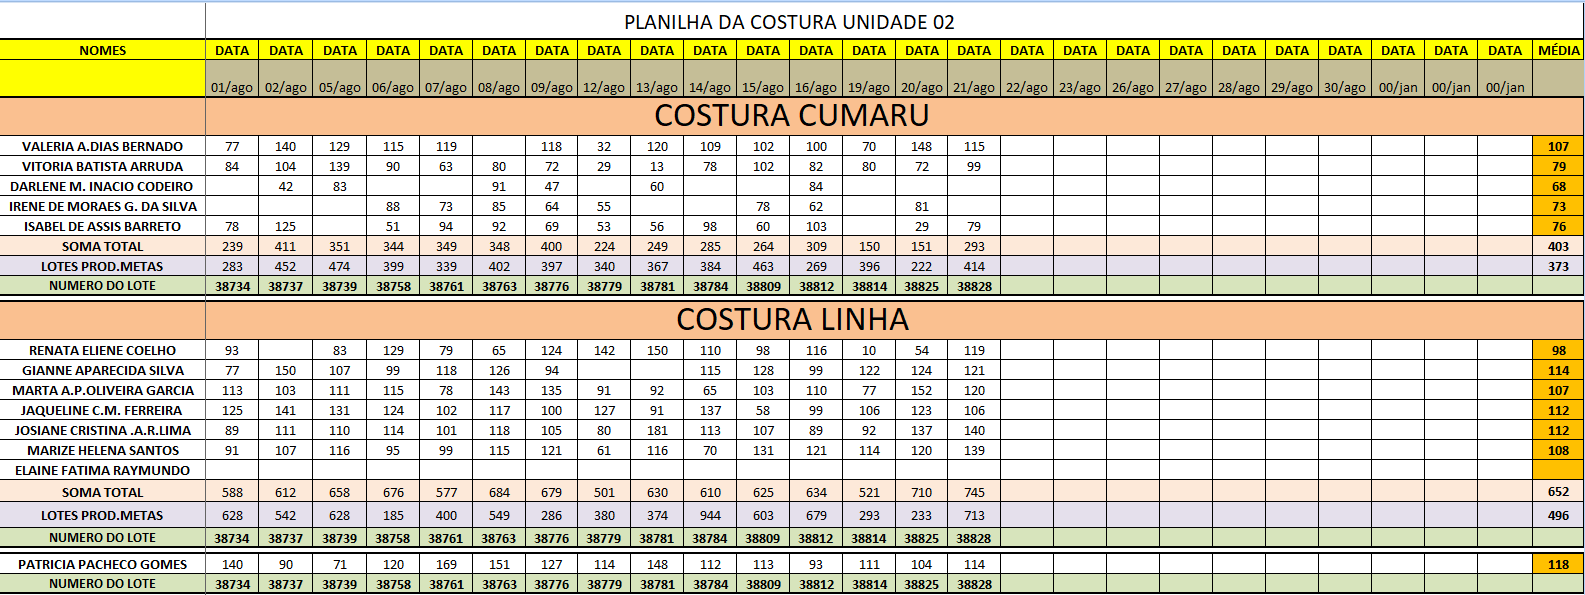 PLANILHA DA COSTURA UNIDADE 02
NOMES DATA DATA DATA DATA DATA DATA DATA DATA DATA DATA DATA DATA DATA DATA DATA DATA DATA DATA DATA DATA DATA DATA DATA DATA DATA MÉDIA
01/ago 02/ago 05/ago 06/ago 07/ago 08/ago 09/ago 12/ago 13/ago 14/ago 15/ago 16/ago 19/ago 20/ago 21/ago 22/ago 23/ago 26/ago 27/ago 28/ago 29/ago 30/ago 00/jan 00/jan 00/jan
COSTURA CUMARU
VALERIA A.DIAS BERNADO 77 140 129 115 119 118 32 120 109 102 100 70 148 115 107
VITORIA BATISTA ARRUDA 84 104 139 90 63 80 72 29 13 78 102 82 80 72 99 79
DARLENE M. INACIO CODEIRO 42 83 91 47 60 84 68
IRENE DE MORAES G. DA SILVA 88 73 85 64 55 78 62 81 73
ISABEL DE ASSIS BARRETO 78 125 51 94 92 69 53 56 98 60 103 29 79 76
SOMA TOTAL 239 411 351 344 349 348 400 224 249 285 264 309 150 151 293 403
LOTES PROD.METAS 283 452 474 399 339 402 397 340 367 384 463 269 396 222 414 373
NUMERO DO LOTE 38734 38737 38739 38758 38761 38763 38776 38779 38781 38784 38809 38812 38814 38825 38828
COSTURA LINHA
RENATA ELIENE COELHO 93 83 129 79 65 124 142 150 110 98 116 10 54 119 98
GIANNE APARECIDA SILVA 77 150 107 99 118 126 94 115 128 99 122 124 121 114
MARTA A.P.OLIVEIRA GARCIA 113 103 111 115 78 143 135 91 92 65 103 110 77 152 120 107
JAQUELINE C.M. FERREIRA 125 141 131 124 102 117 100 127 91 137 58 99 106 123 106 112
JOSIANE CRISTINA .A.R.LIMA 89 111 110 114 101 118 105 80 181 113 107 89 92 137 140 112
MARIZE HELENA SANTOS 91 107 116 95 99 115 121 61 116 70 131 121 114 120 139 108
ELAINE FATIMA RAYMUNDO
SOMA TOTAL 588 612 658 676 577 684 679 501 630 610 625 634 521 710 745 652
LOTES PROD.METAS 628 542 628 185 400 549 286 380 374 944 603 679 293 233 713 496
NUMERO DO LOTE 38734 38737 38739 38758 38761 38763 38776 38779 38781 38784 38809 38812 38814 38825 38828
PATRICIA PACHECO GOMES 140 90 71 120 169 151 127 114 148 112 113 93 111 104 114 118
NUMERO DO LOTE 38734 38737 38739 38758 38761 38763 38776 38779 38781 38784 38809 38812 38814 38825 38828